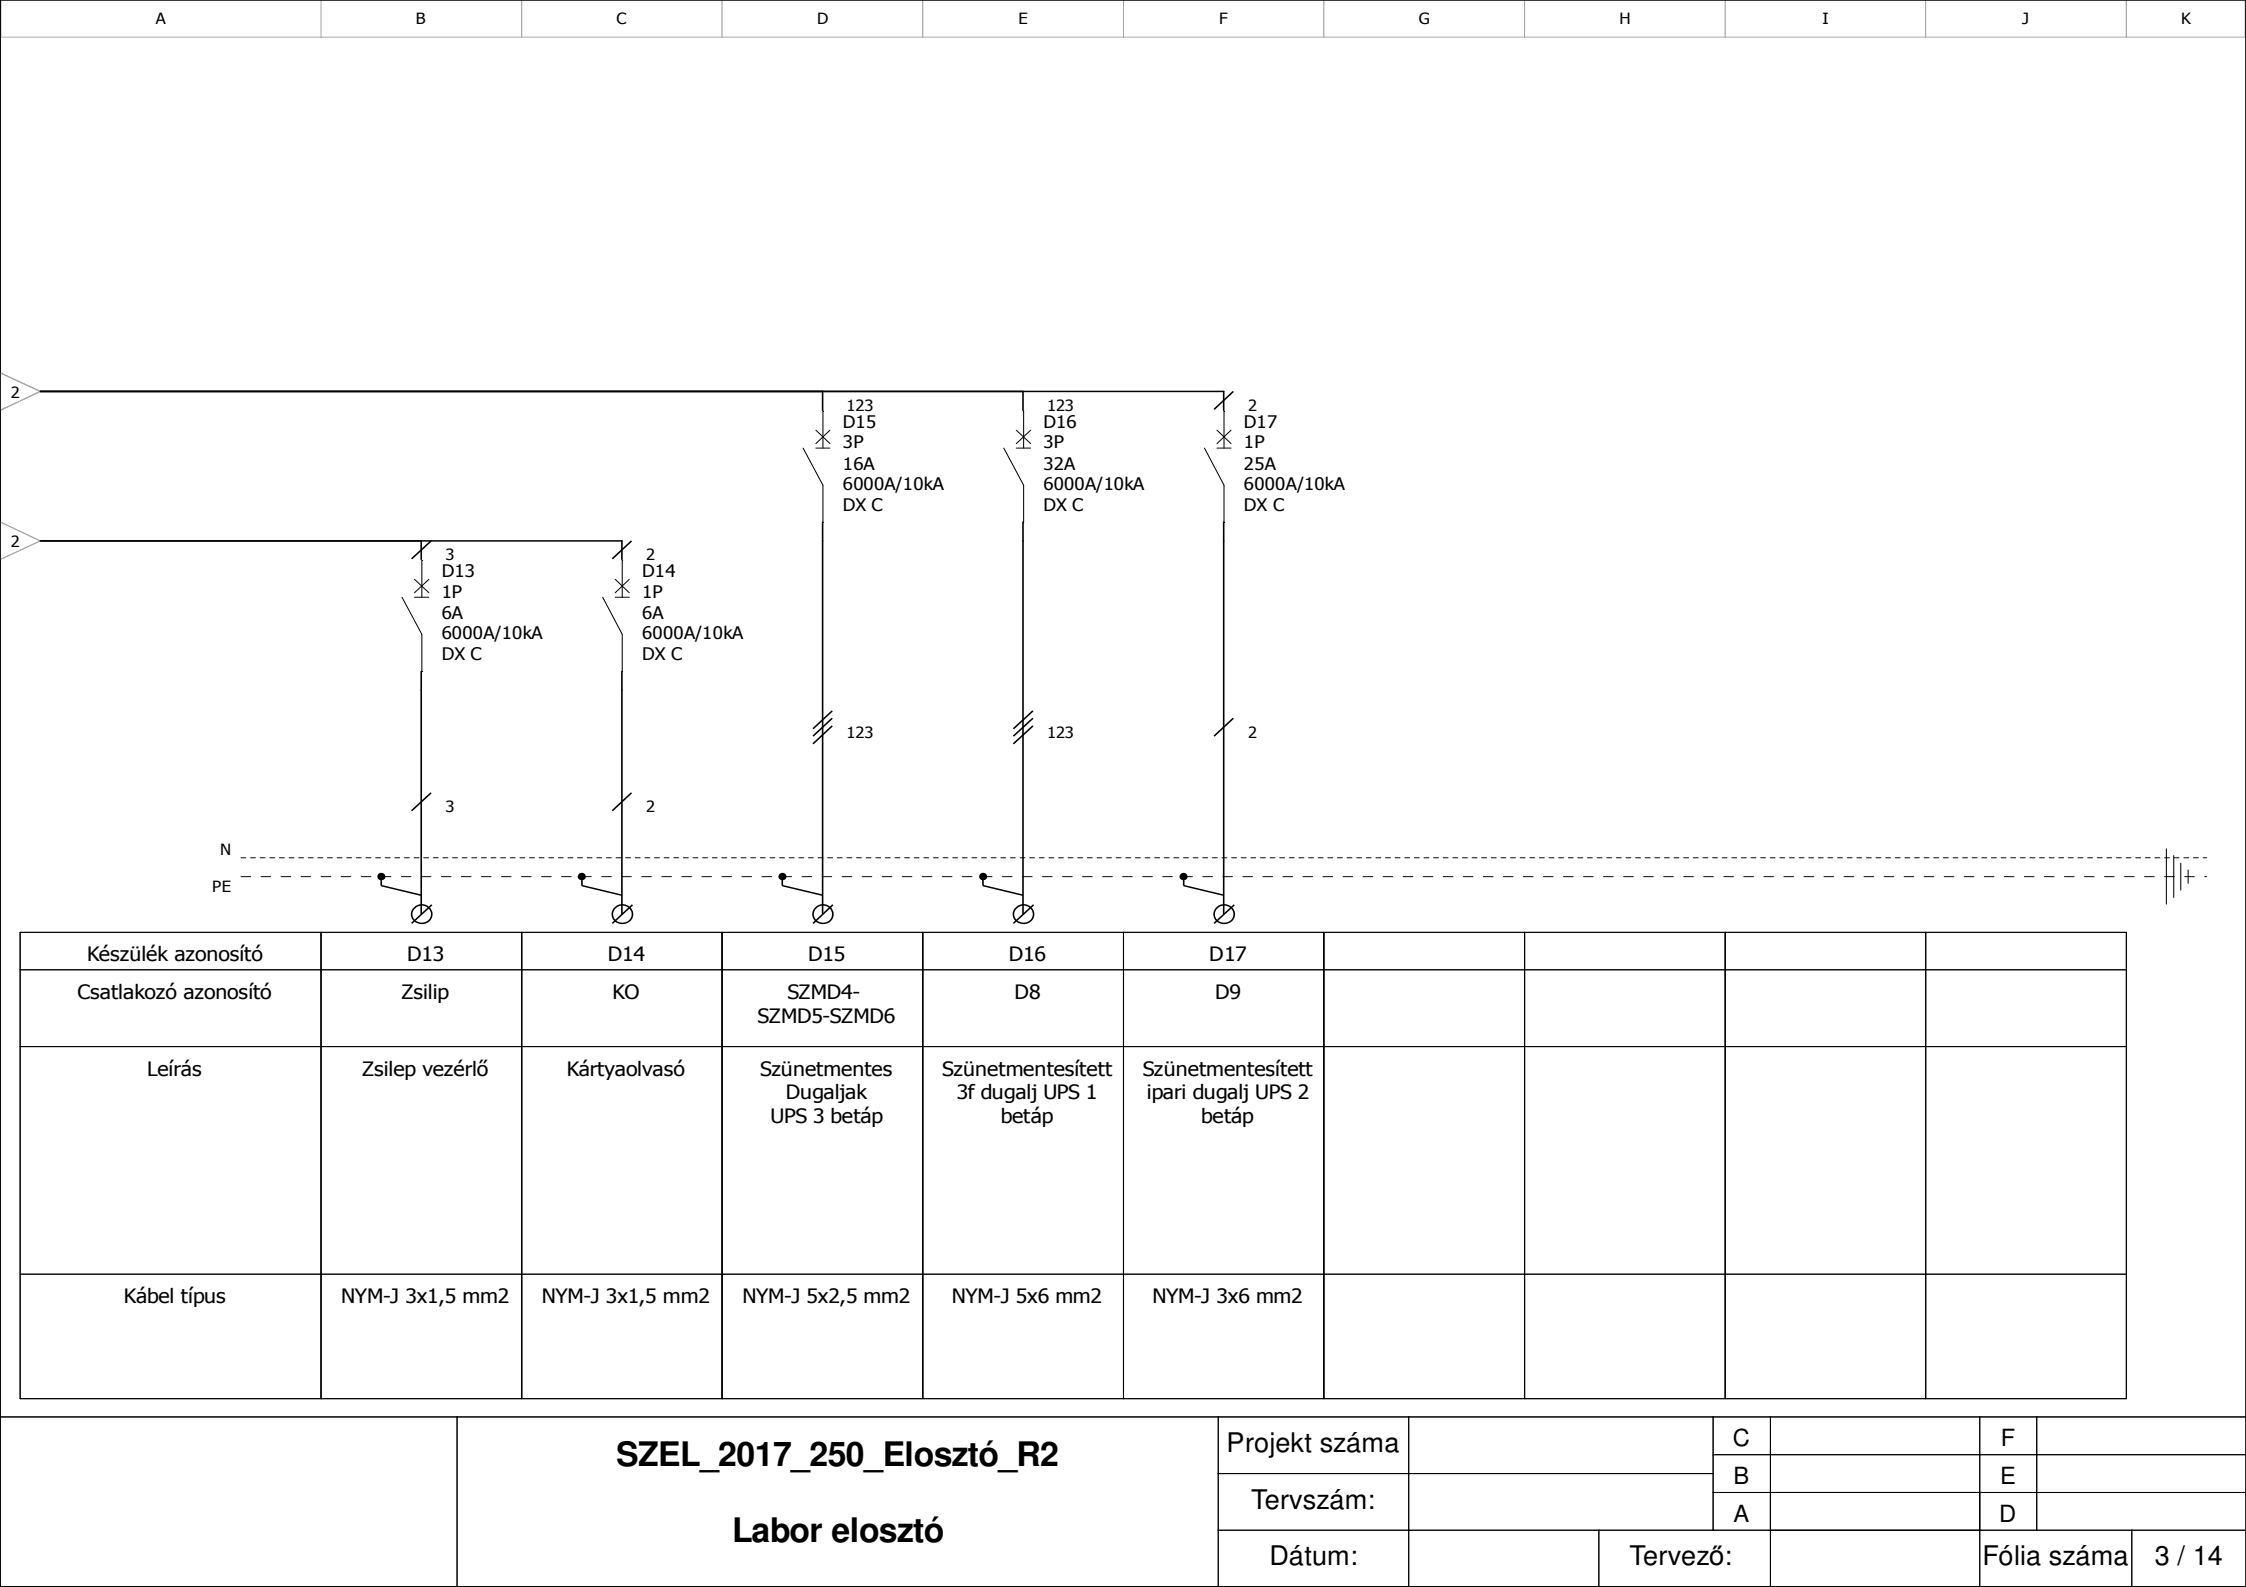 A B C D E F G H I J K
2
123
D15
3P
16A
6000A/10kA
DX C
123
D16
3P
32A
6000A/10kA
DX C
2
D17
1P
25A
6000A/10kA
DX C
2
3
D13
1P
6A
6000A/10kA
DX C
2
D14
1P
6A
6000A/10kA
DX C
123
123
2
3
2
N
PE
Készülék azonosító D13 D14 D15 D16 D17
Csatlakozó azonosító Zsilip KO SZMD4- D8 D9
SZMD5-SZMD6
Leírás Zsilep vezérlő Kártyaolvasó Szünetmentes Szünetmentesített Szünetmentesített
Dugaljak 3f dugalj UPS 1 ipari dugalj UPS 2
UPS 3 betáp betáp betáp
Kábel típus NYM-J 3x1,5 mm2 NYM-J 3x1,5 mm2 NYM-J 5x2,5 mm2 NYM-J 5x6 mm2 NYM-J 3x6 mm2
SZEL_2017_250_Elosztó_R2
Labor elosztó
Projekt száma
Tervszám:
Dátum:
Tervező:
C F
B E
A D
Fólia száma 3 / 14